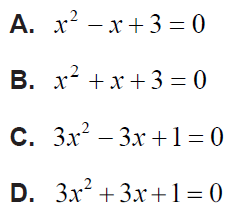 A. x² − x + 3 = 0
B. x² + x + 3 = 0
C. 3x² − 3x + 1 = 0
D. 3x² + 3x + 1 = 0